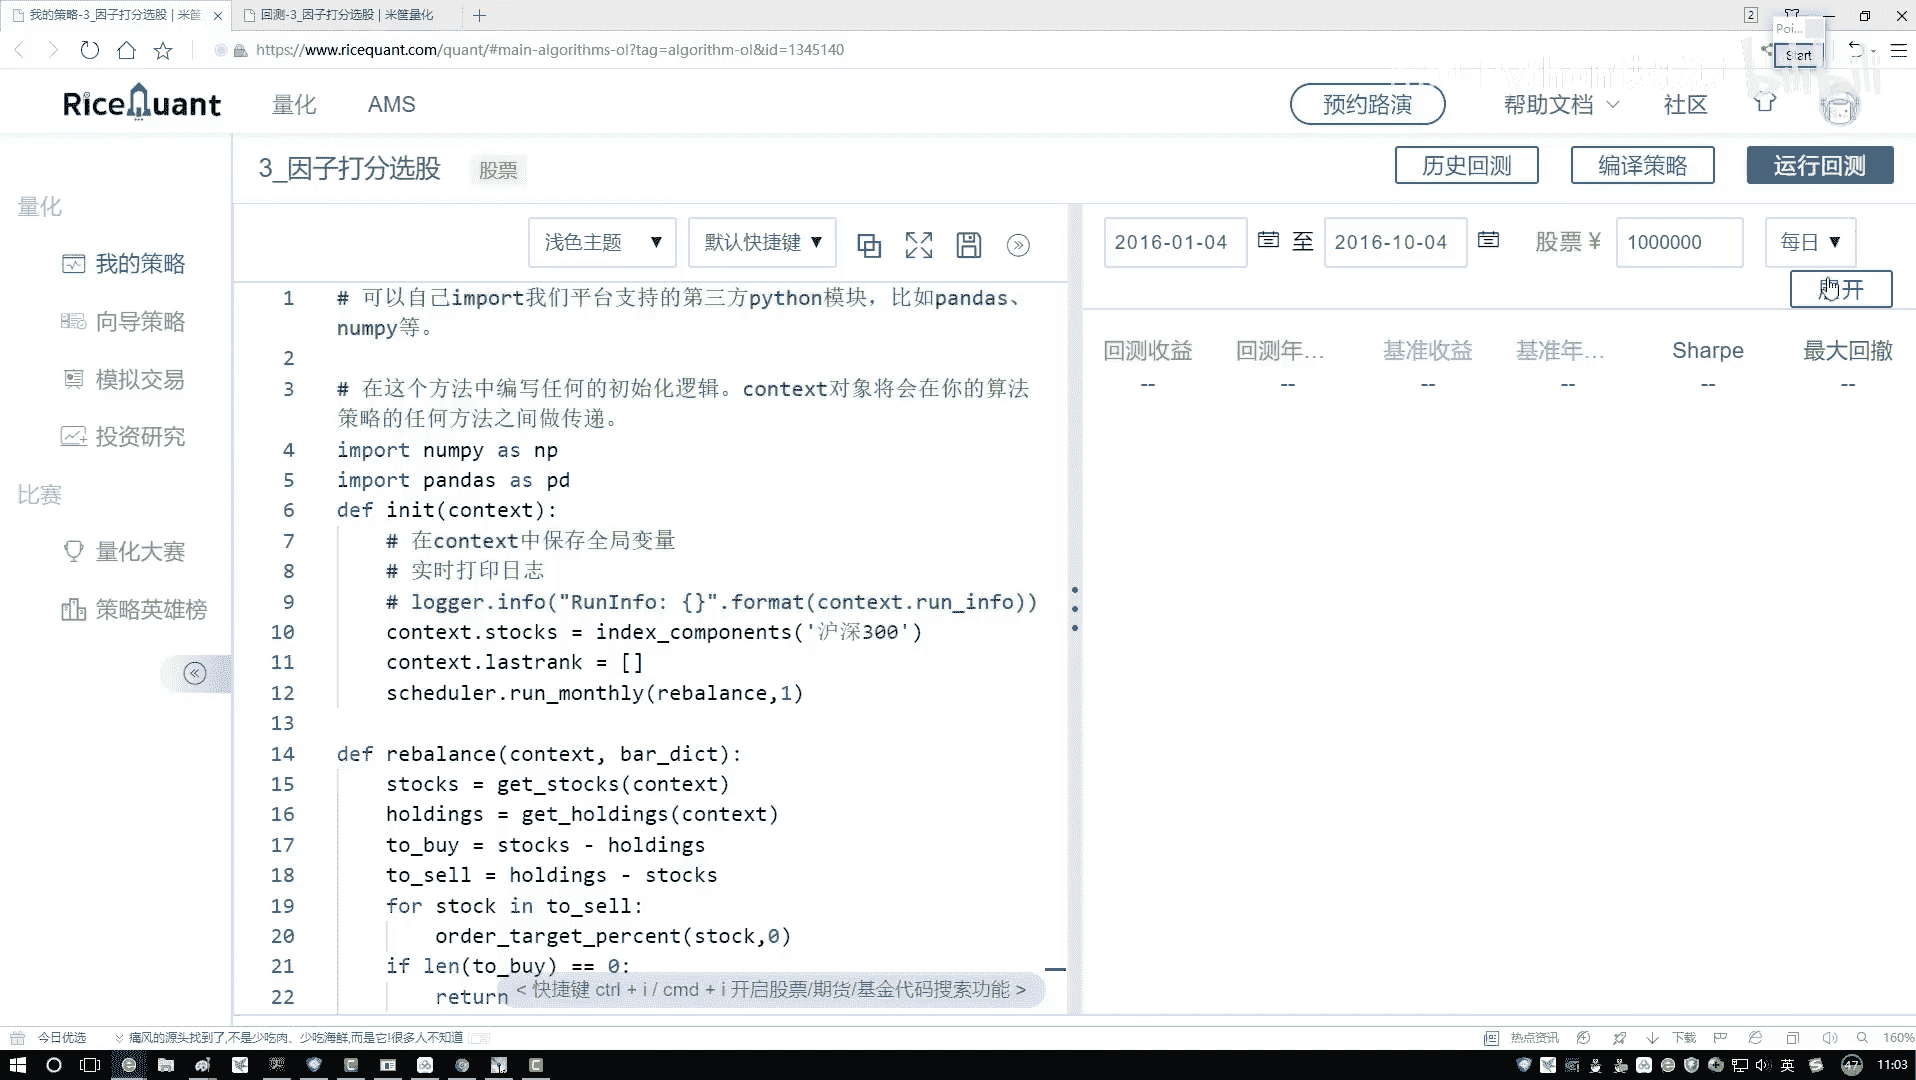 我的策略-3_因子打分选股 | 米筐
回测-3_因子打分选股 | 米筐量化
2
https://www.ricequant.com/quant/#main-algorithms-ol?tag=algorithm-ol&id=1345140
Poi...
Start
RiceQuant
量化
AMS
预约路演
帮助文档
社区
3_因子打分选股
股票
历史回测
编译策略
运行回测
量化
我的策略
向导策略
模拟交易
投资研究
比赛
量化大赛
策略英雄榜
浅色主题
默认快捷键
2016-01-04
至
2016-10-04
股票 ¥
1000000
每日
开
回测收益
回测年...
基准收益
基准年...
Sharpe
最大回撤
--
--
--
--
--
--
1 # 可以自己import我们平台支持的第三方python模块，比如pandas、
numpy等。
2
3 # 在这个方法中编写任何的初始化逻辑。context对象将会在你的算法
策略的任何方法之间做传递。
4 import numpy as np
5 import pandas as pd
6 def init(context):
7 # 在context中保存全局变量
8 # 实时打印日志
9 # logger.info("RunInfo: {}".format(context.run_info))
10 context.stocks = index_components('沪深300')
11 context.lastrank = []
12 scheduler.run_monthly(rebalance,1)
13
14 def rebalance(context, bar_dict):
15 stocks = get_stocks(context)
16 holdings = get_holdings(context)
17 to_buy = stocks - holdings
18 to_sell = holdings - stocks
19 for stock in to_sell:
20 order_target_percent(stock,0)
21 if len(to_buy) == 0:
22 return
< 快捷键 ctrl + i / cmd + i 开启股票/期货/基金代码搜索功能 >
今日优选
痛风的源头找到了,不是少吃肉、少吃海鲜,而是它!很多人不知道
热点资讯
下载
160%
英
47
11:03